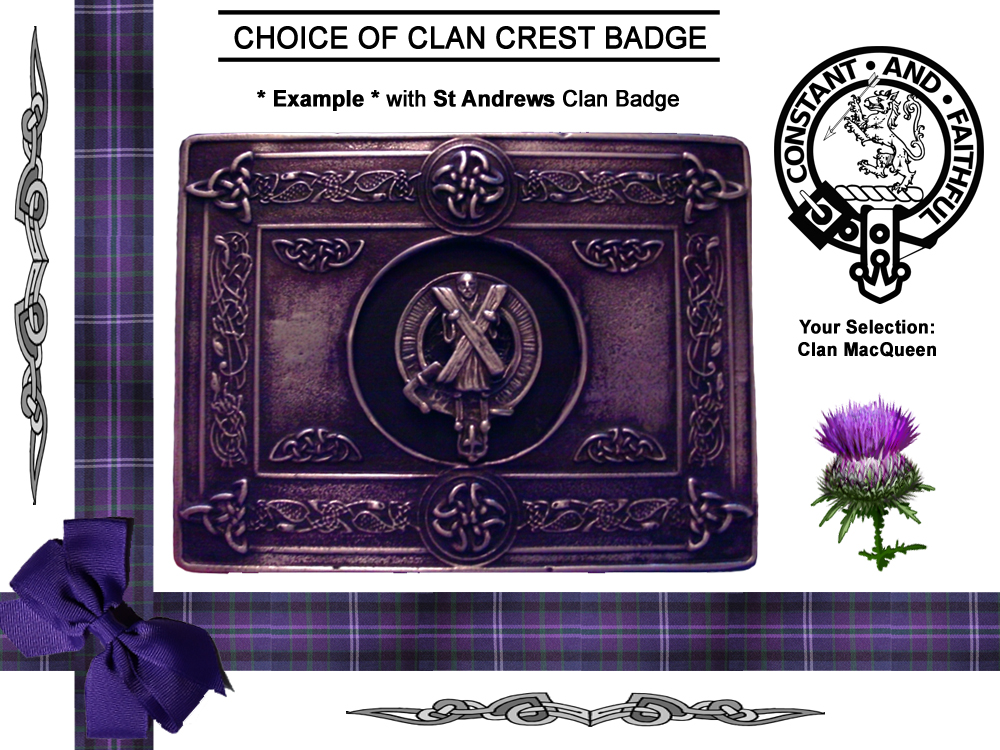 CHOICE OF CLAN CREST BADGE
* Example * with St Andrews Clan Badge
CONSTANT • AND • FAITHFUL
Your Selection:
Clan MacQueen